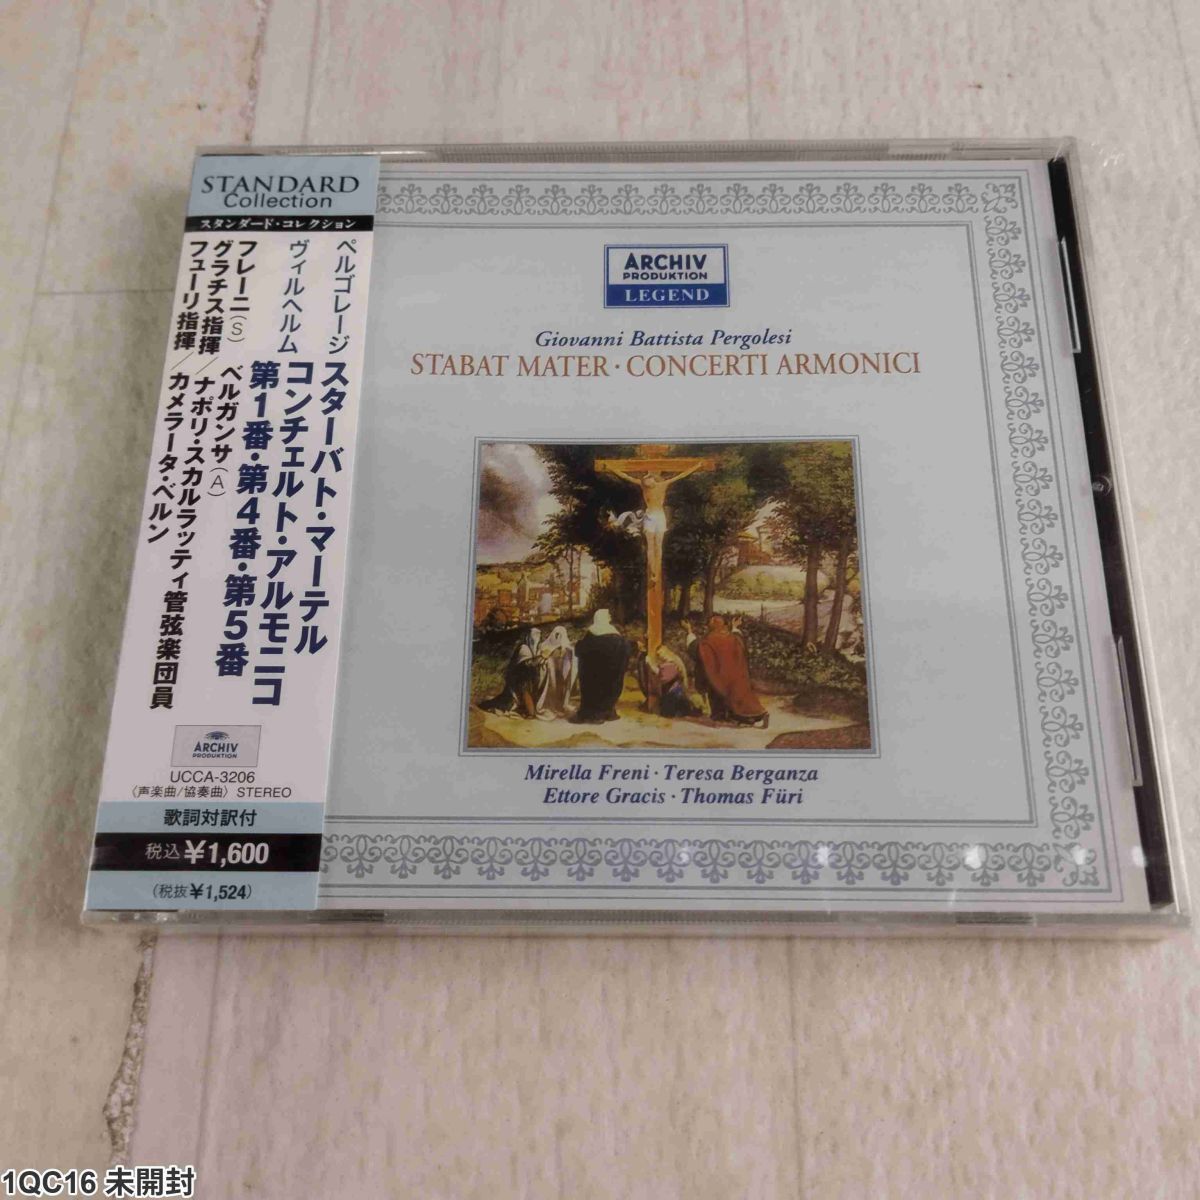 STANDARD
Collection
スタンダード・コレクション
ペルゴレージ
スターバト・マーテル
ヴィルヘルム
コンチェルト・アルモニコ
第1番・第4番・第5番
フレーニ(S) ベルガンサ(A)
グラチス指揮/ナポリ・スカルラッティ管弦楽団員
フューリ指揮/カメラータ・ベルン
ARCHIV
PRODUKTION
UCCA-3206
〈声楽曲/協奏曲〉 STEREO
歌詞対訳付
税込¥1,600
(税抜¥1,524)
ARCHIV
PRODUKTION
LEGEND
Giovanni Battista Pergolesi
STABAT MATER · CONCERTI ARMONICI
Mirella Freni · Teresa Berganza
Ettore Gracis · Thomas Füri
1QC16 未開封